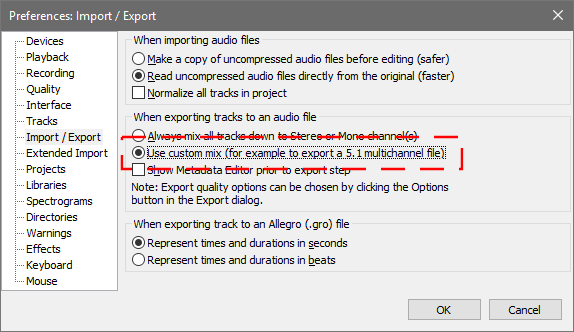 Preferences: Import / Export
Devices
Playback
Recording
Quality
Interface
Tracks
Import / Export
Extended Import
Projects
Libraries
Spectrograms
Directories
Warnings
Effects
Keyboard
Mouse
When importing audio files
Make a copy of uncompressed audio files before editing (safer)
Read uncompressed audio files directly from the original (faster)
Normalize all tracks in project
When exporting tracks to an audio file
Always mix all tracks down to Stereo or Mono channel(s)
Use custom mix (for example to export a 5.1 multichannel file)
Show Metadata Editor prior to export step
Note: Export quality options can be chosen by clicking the Options
button in the Export dialog.
When exporting track to an Allegro (.gro) file
Represent times and durations in seconds
Represent times and durations in beats
OK
Cancel